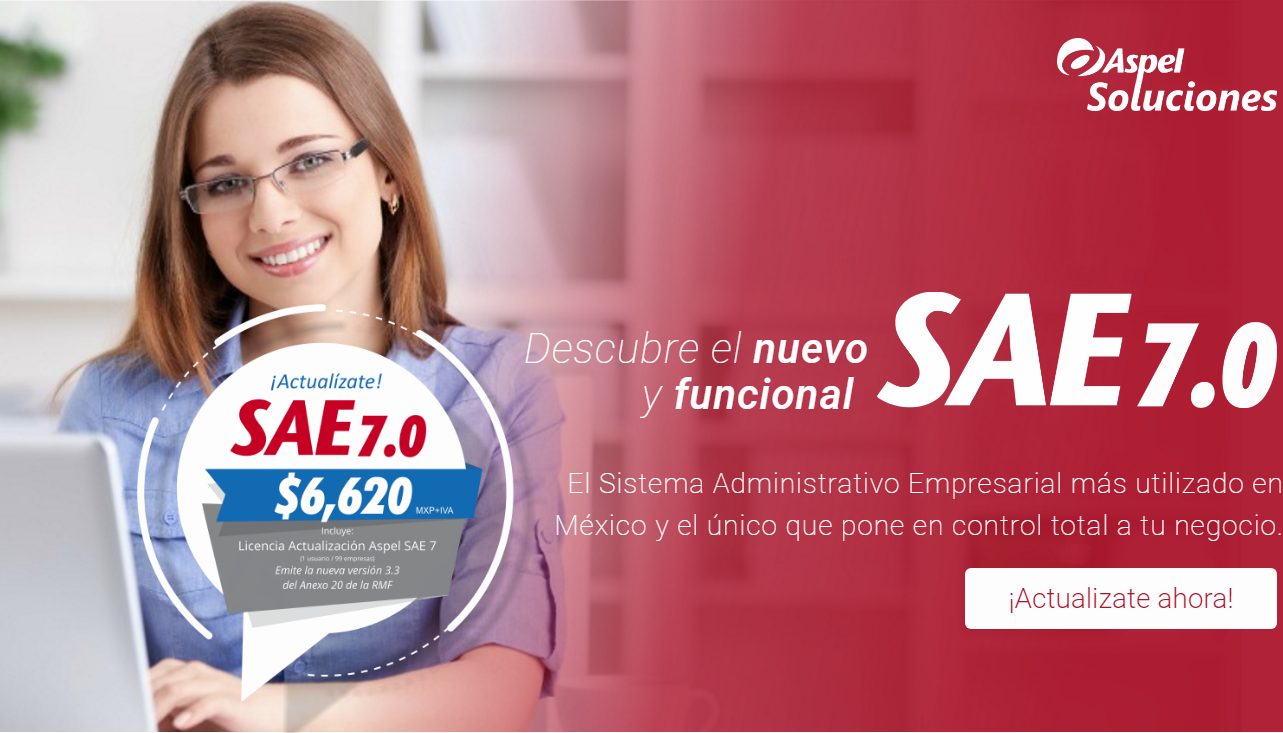 Aspel
Soluciones
Descubre el nuevo
y funcional
SAE 7.0
El Sistema Administrativo Empresarial más utilizado en
México y el único que pone en control total a tu negocio.
¡Actualizate ahora!
¡Actualízate!
SAE 7.0
$6,620 MXP+IVA
Incluye:
Licencia Actualización Aspel SAE 7
(1 usuario / 99 empresas)
Emite la nueva versión 3.3
del Anexo 20 de la RMF